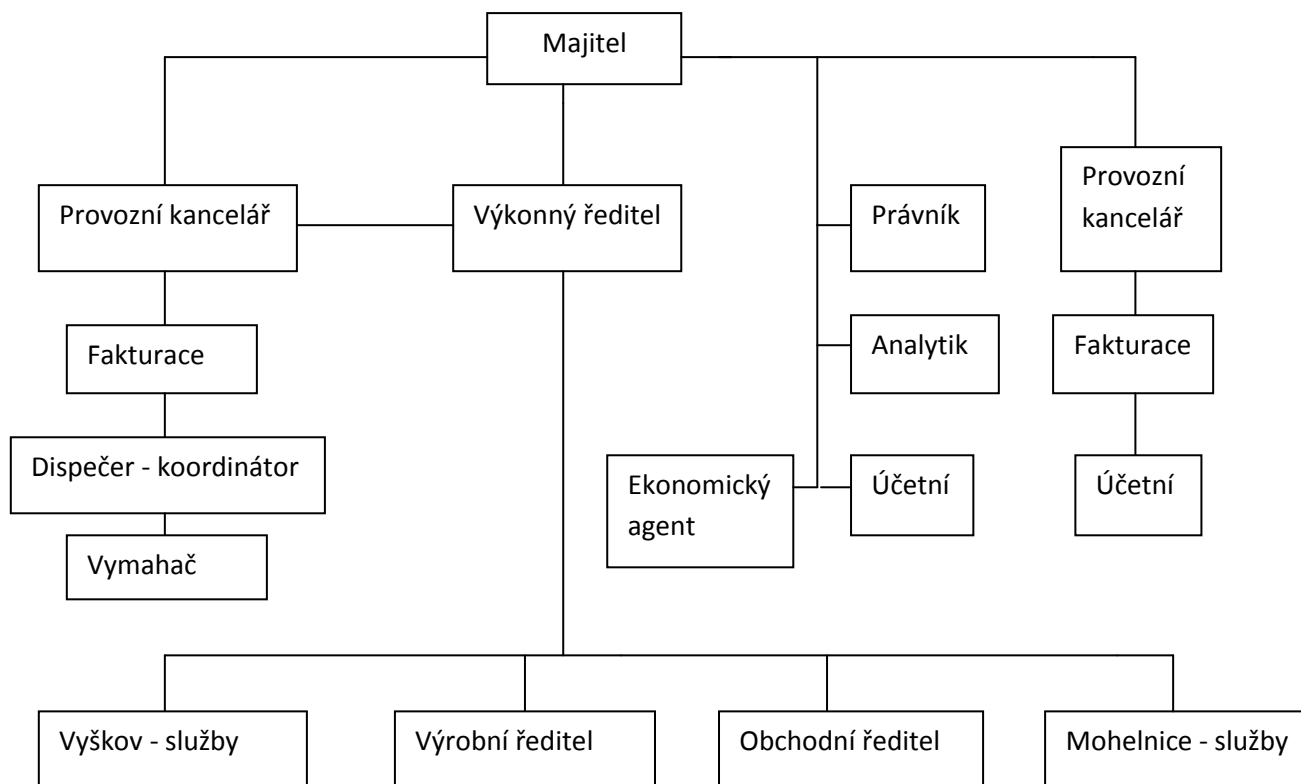 Majitel
Provozní kancelář
Výkonný ředitel
Právník
Provozní
kancelář
Fakturace
Analytik
Fakturace
Dispečer - koordinátor
Ekonomický
agent
Účetní
Účetní
Vymahač
Vyškov - služby
Výrobní ředitel
Obchodní ředitel
Mohelnice - služby